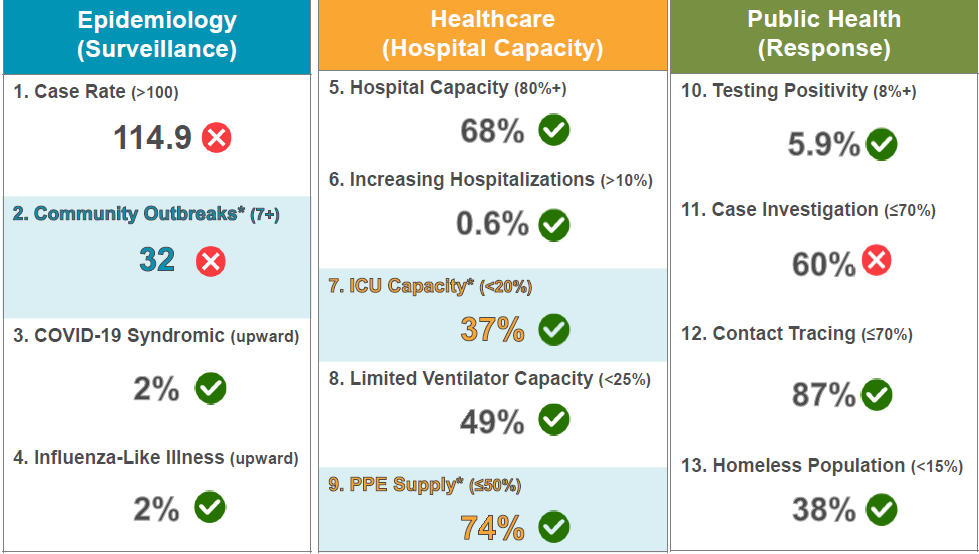 Epidemiology
(Surveillance)
1. Case Rate (>100)
114.9
2. Community Outbreaks* (7+)
32
3. COVID-19 Syndromic (upward)
2%
4. Influenza-Like Illness (upward)
2%
Healthcare
(Hospital Capacity)
5. Hospital Capacity (80%+)
68%
6. Increasing Hospitalizations (>10%)
0.6%
7. ICU Capacity* (<20%)
37%
8. Limited Ventilator Capacity (<25%)
49%
9. PPE Supply* (≤50%)
74%
Public Health
(Response)
10. Testing Positivity (8%+)
5.9%
11. Case Investigation (≤70%)
60%
12. Contact Tracing (≤70%)
87%
13. Homeless Population (<15%)
38%